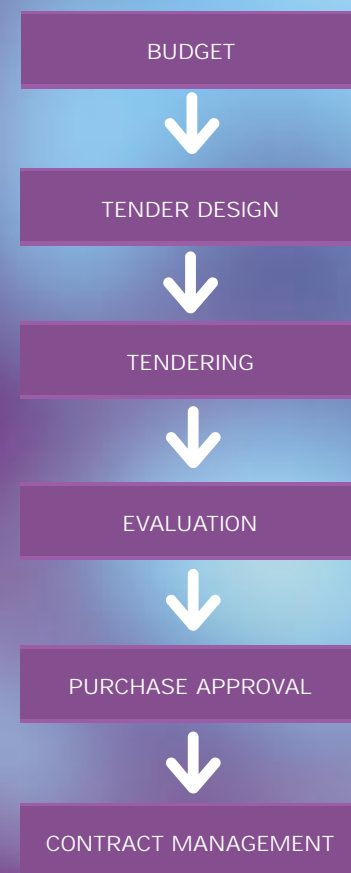 BUDGET
TENDER DESIGN
TENDERING
EVALUATION
PURCHASE APPROVAL
CONTRACT MANAGEMENT